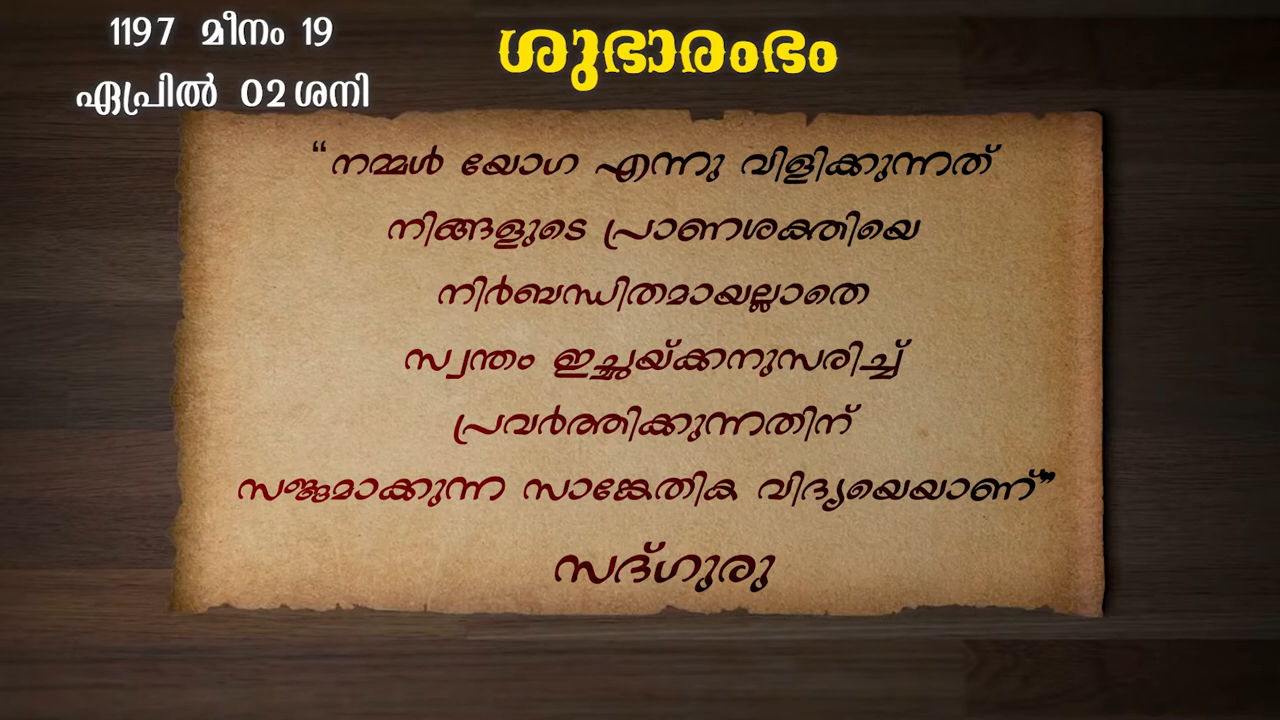 1197 മീനം 19
ഏപ്രിൽ 02 ശനി
ശുഭാരംഭം
“നമ്മൾ യോഗ എന്നു വിളിക്കുന്നത്
നിങ്ങളുടെ പ്രാണശക്തിയെ
നിർബന്ധിതമായല്ലാതെ
സ്വന്തം ഇച്ഛയ്ക്കനുസരിച്ച്
പ്രവർത്തിക്കുന്നതിന്
സജ്ജമാക്കുന്ന സാങ്കേതിക വിദ്യയെയാണ്”
സദ്ഗുരു